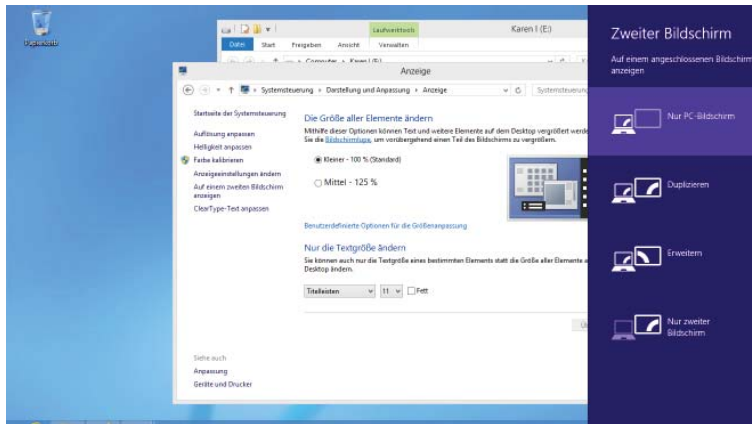 Papierkorb
Laufwerktools
Karen I (E:)
Datei Start Freigeben Ansicht Verwalten
Computer Karen I (E:)
Anzeige
Systemsteuerung Darstellung und Anpassung Anzeige
Systemsteuerung
Startseite der Systemsteuerung
Auflösung anpassen
Helligkeit anpassen
Farbe kalibrieren
Anzeigeeinstellungen ändern
Auf einem zweiten Bildschirm
anzeigen
ClearType-Text anpassen
Siehe auch
Anpassung
Geräte und Drucker
Die Größe aller Elemente ändern
Mithilfe dieser Optionen können Text und weitere Elemente auf dem Desktop vergrößert werde
Sie die Bildschirmlupe, um vorübergehend einen Teil des Bildschirms zu vergrößern.
Kleiner - 100 % (Standard)
Mittel - 125 %
Benutzerdefinierte Optionen für die Größenanpassung
Nur die Textgröße ändern
Sie können auch nur die Textgröße eines bestimmten Elements statt die Größe aller Elemente a
Desktop ändern.
Titelleisten 11 Fett
Zweiter Bildschirm
Auf einem angeschlossenen Bildschirm
anzeigen
Nur PC-Bildschirm
Duplizieren
Erweitern
Nur zweiter
Bildschirm